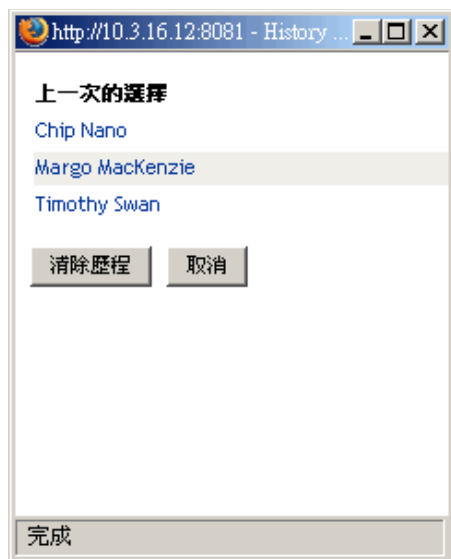 http://10.3.16.12:8081 - History ...
上一次的選擇
Chip Nano
Margo MacKenzie
Timothy Swan
清除歷程 取消
完成